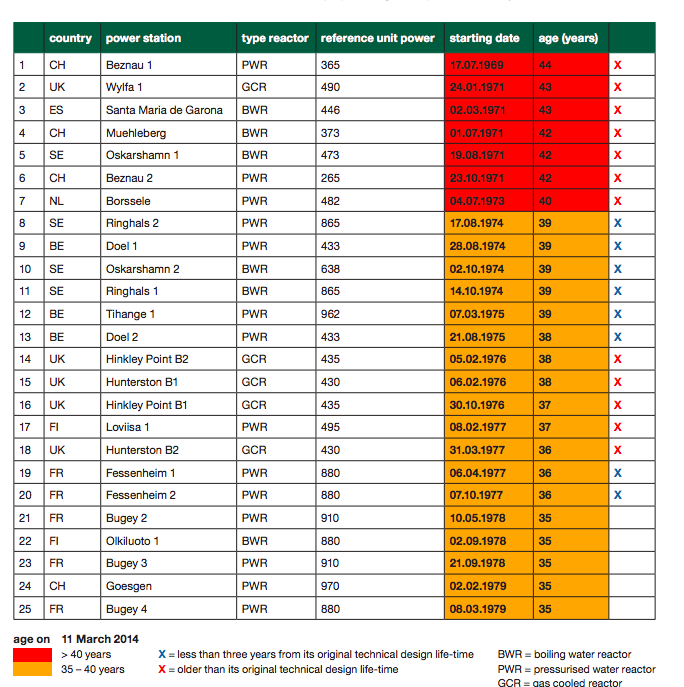 country power station type reactor reference unit power starting date age (years)
1 CH Beznau 1 PWR 365 17.07.1969 44 X
2 UK Wylfa 1 GCR 490 24.01.1971 43 X
3 ES Santa Maria de Garona BWR 446 02.03.1971 43 X
4 CH Muehleberg BWR 373 01.07.1971 42 X
5 SE Oskarshamn 1 BWR 473 19.08.1971 42 X
6 CH Beznau 2 PWR 265 23.10.1971 42 X
7 NL Borssele PWR 482 04.07.1973 40 X
8 SE Ringhals 2 PWR 865 17.08.1974 39 X
9 BE Doel 1 PWR 433 28.08.1974 39 X
10 SE Oskarshamn 2 BWR 638 02.10.1974 39 X
11 SE Ringhals 1 BWR 865 14.10.1974 39 X
12 BE Tihange 1 PWR 962 07.03.1975 39 X
13 BE Doel 2 PWR 433 21.08.1975 38 X
14 UK Hinkley Point B2 GCR 435 05.02.1976 38 X
15 UK Hunterston B1 GCR 430 06.02.1976 38 X
16 UK Hinkley Point B1 GCR 435 30.10.1976 37 X
17 FI Loviisa 1 PWR 495 08.02.1977 37 X
18 UK Hunterston B2 GCR 430 31.03.1977 36 X
19 FR Fessenheim 1 PWR 880 06.04.1977 36 X
20 FR Fessenheim 2 PWR 880 07.10.1977 36 X
21 FR Bugey 2 PWR 910 10.05.1978 35
22 FI Olkiluoto 1 BWR 880 02.09.1978 35
23 FR Bugey 3 PWR 910 21.09.1978 35
24 CH Goesgen PWR 970 02.02.1979 35
25 FR Bugey 4 PWR 880 08.03.1979 35
age on 11 March 2014
> 40 years X = less than three years from its original technical design life-time BWR = boiling water reactor
35 – 40 years X = older than its original technical design life-time PWR = pressurised water reactor
GCR = gas cooled reactor